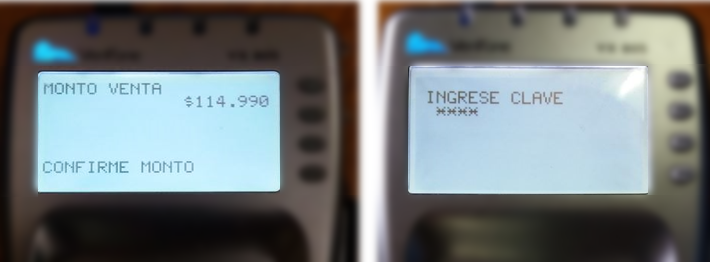 MONTO VENTA
$114.990
CONFIRME MONTO
INGRESE CLAVE
****